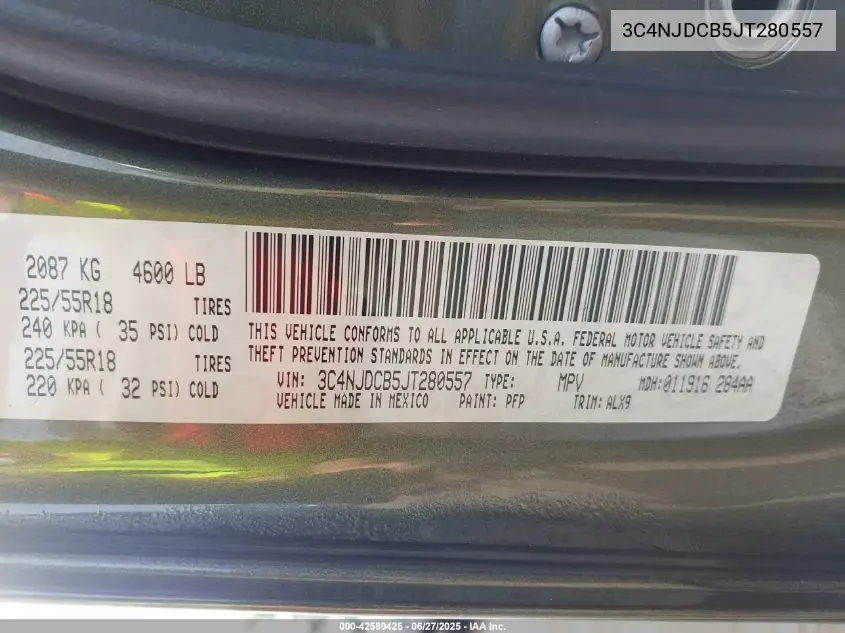 3C4NJDCB5JT280557
2087 KG 4600 LB
225/55R18 TIRES
240 KPA ( 35 PSI) COLD
225/55R18 TIRES
220 KPA ( 32 PSI) COLD
THIS VEHICLE CONFORMS TO ALL APPLICABLE U.S.A. FEDERAL MOTOR VEHICLE SAFETY AND
THEFT PREVENTION STANDARDS IN EFFECT ON THE DATE OF MANUFACTURE SHOWN ABOVE.
VIN: 3C4NJDCB5JT280557 TYPE: MPV MDH:011916 284AA
VEHICLE MADE IN MEXICO PAINT: PFP TRIM: ALX9
000-42589425 - 06/27/2025 - IAA Inc.